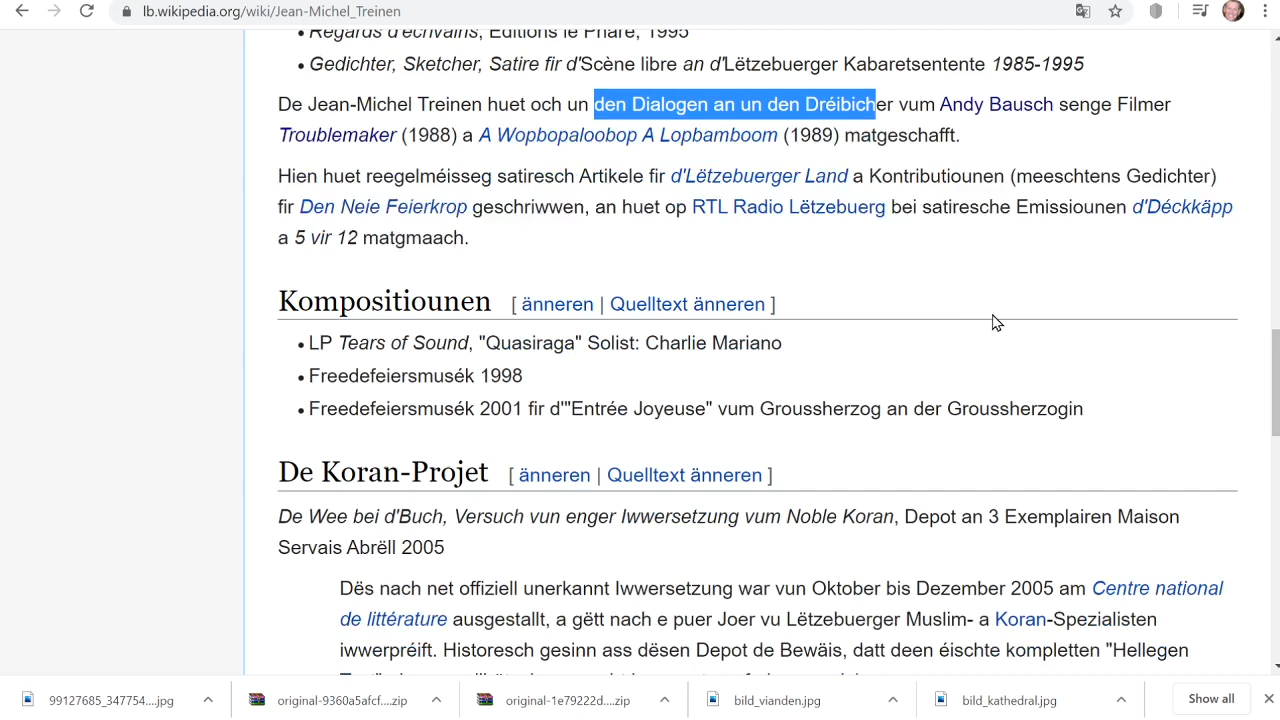 lb.wikipedia.org/wiki/Jean-Michel_Treinen
Regards d'écrivains, Editions le Phare, 1995
Gedichter, Sketcher, Satire fir d'Scène libre an d'Lëtzebuerger Kabaretsentente 1985-1995
De Jean-Michel Treinen huet och un den Dialogen an un den Dréibicher vum Andy Bausch senge Filmer
Troublemaker (1988) a A Wopbopaloobop A Lopbamboom (1989) matgeschafft.
Hien huet reegelméisseg satiresch Artikele fir d'Lëtzebuerger Land a Kontributiounen (meeschtens Gedichter)
fir Den Neie Feierkrop geschriwwen, an huet op RTL Radio Lëtzebuerg bei satiresche Emissiounen d'Déckkäpp
a 5 vir 12 matgmaach.
Kompositiounen [ änneren | Quelltext änneren ]
LP Tears of Sound, "Quasiraga" Solist: Charlie Mariano
Freedefeiersmusék 1998
Freedefeiersmusék 2001 fir d'"Entrée Joyeuse" vum Groussherzog an der Groussherzogin
De Koran-Projet [ änneren | Quelltext änneren ]
De Wee bei d'Buch, Versuch vun enger Iwwersetzung vum Noble Koran, Depot an 3 Exemplairen Maison
Servais Abrëll 2005
Dës nach net offiziell unerkannt Iwwersetzung war vun Oktober bis Dezember 2005 am Centre national
de littérature ausgestallt, a gëtt nach e puer Joer vu Lëtzebuerger Muslim- a Koran-Spezialisten
iwwerpréift. Historesch gesinn ass dësen Depot de Bewäis, datt deen éischte kompletten "Hellegen
99127685_347754....jpg
original-9360a5afcf....zip
original-1e79222d....zip
bild_vianden.jpg
bild_kathedral.jpg
Show all